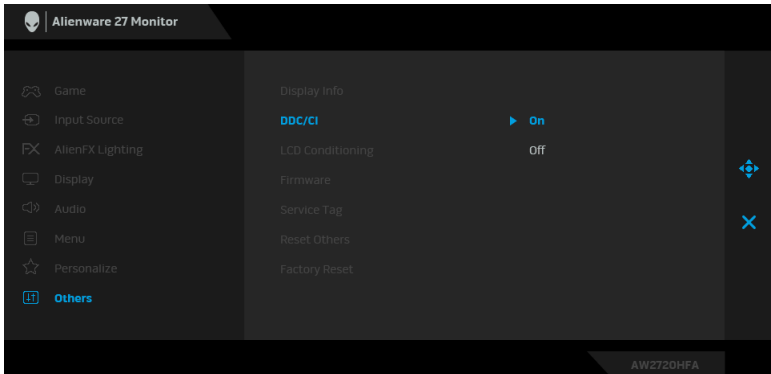 Alienware 27 Monitor
Game
Input Source
AlienFX Lighting
Display
Audio
Menu
Personalize
Others
Display Info
DDC/CI
On
LCD Conditioning
Off
Firmware
Service Tag
Reset Others
Factory Reset
AW2720HFA